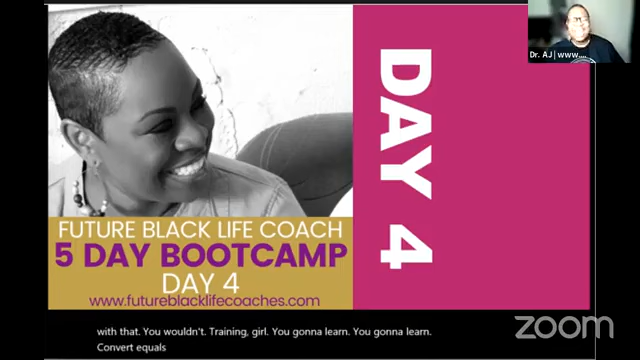 Dr. AJ | www....
DAY 4
FUTURE BLACK LIFE COACH
5 DAY BOOTCAMP
DAY 4
www.futureblacklifecoaches.com
with that. You wouldn't. Training, girl. You gonna learn. You gonna learn.
Convert equals
zoom